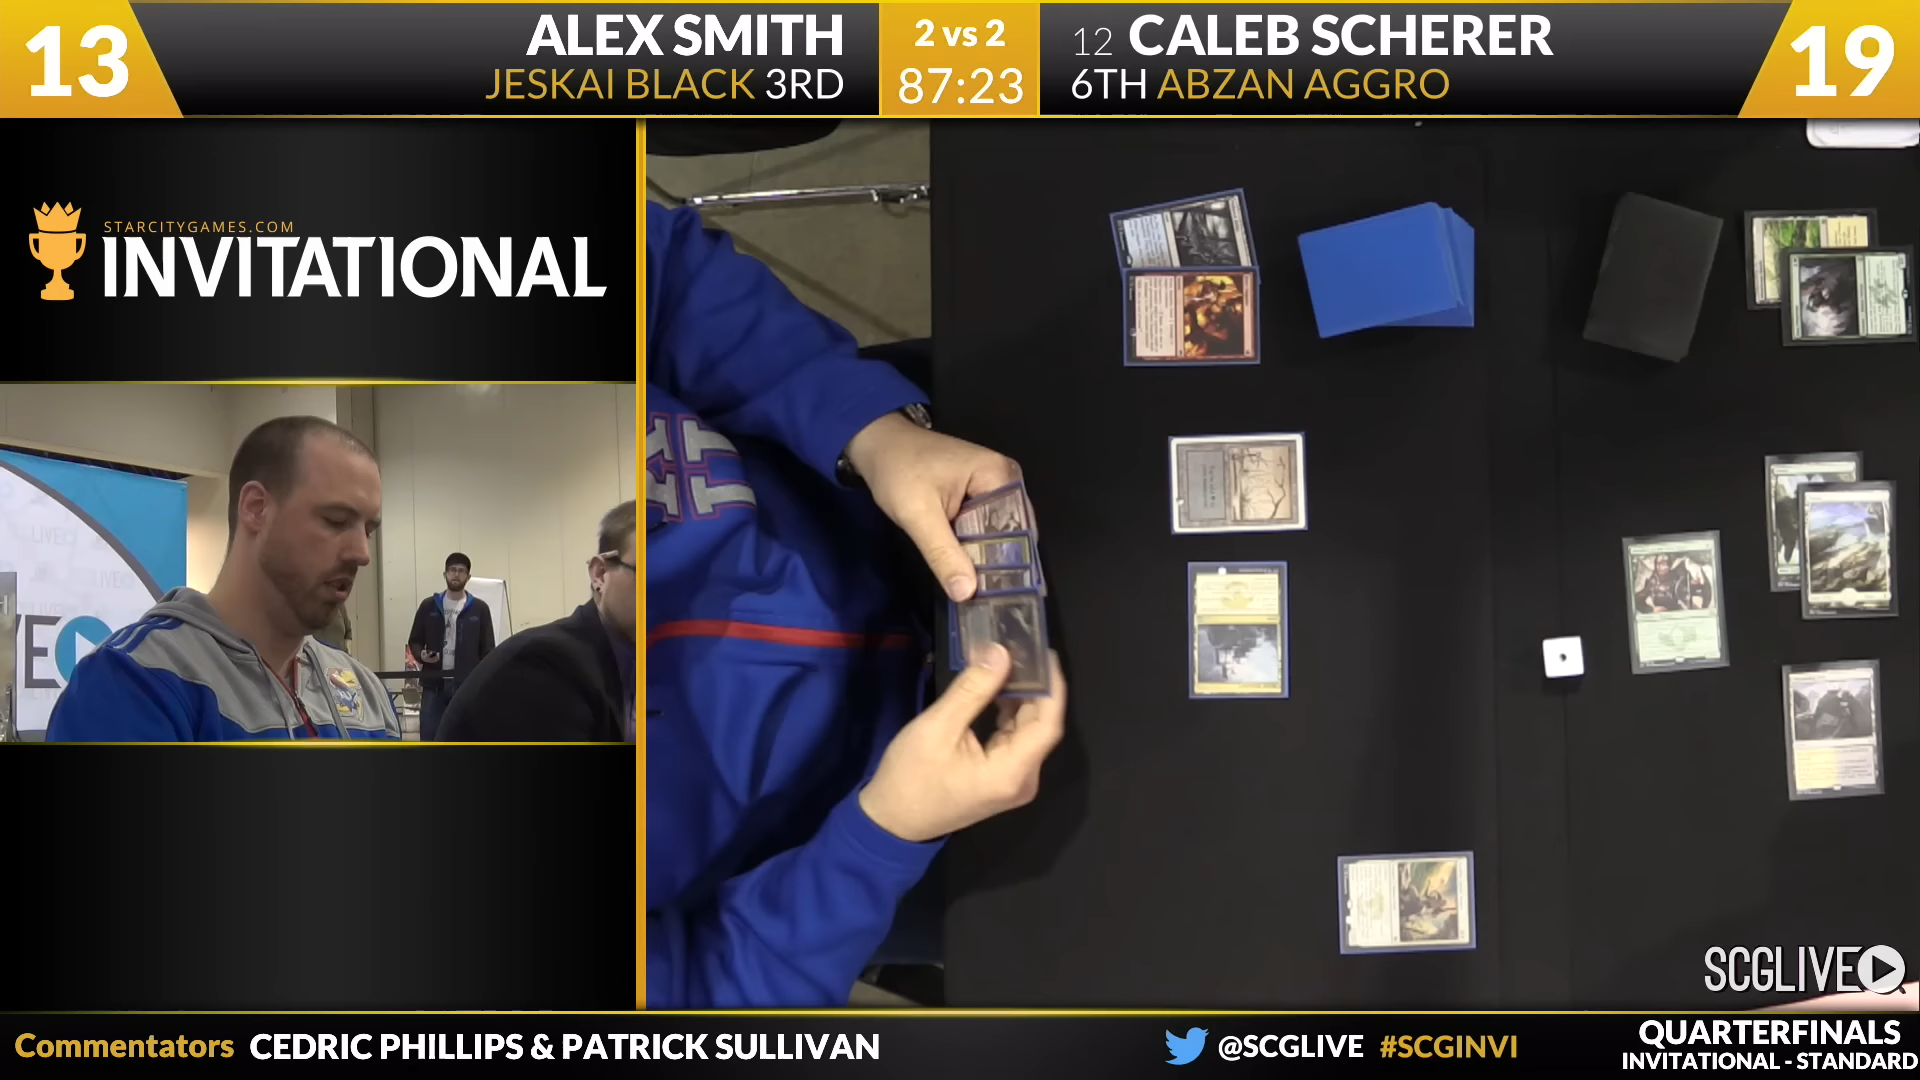 13
ALEX SMITH
JESKAI BLACK 3RD
2 vs 2
87:23
12 CALEB SCHERER
6TH ABZAN AGGRO
19
STARCITYGAMES.COM
INVITATIONAL
LIVE
SCGLIVE
Commentators CEDRIC PHILLIPS & PATRICK SULLIVAN
@SCGLIVE #SCGINVI
QUARTERFINALS
INVITATIONAL - STANDARD